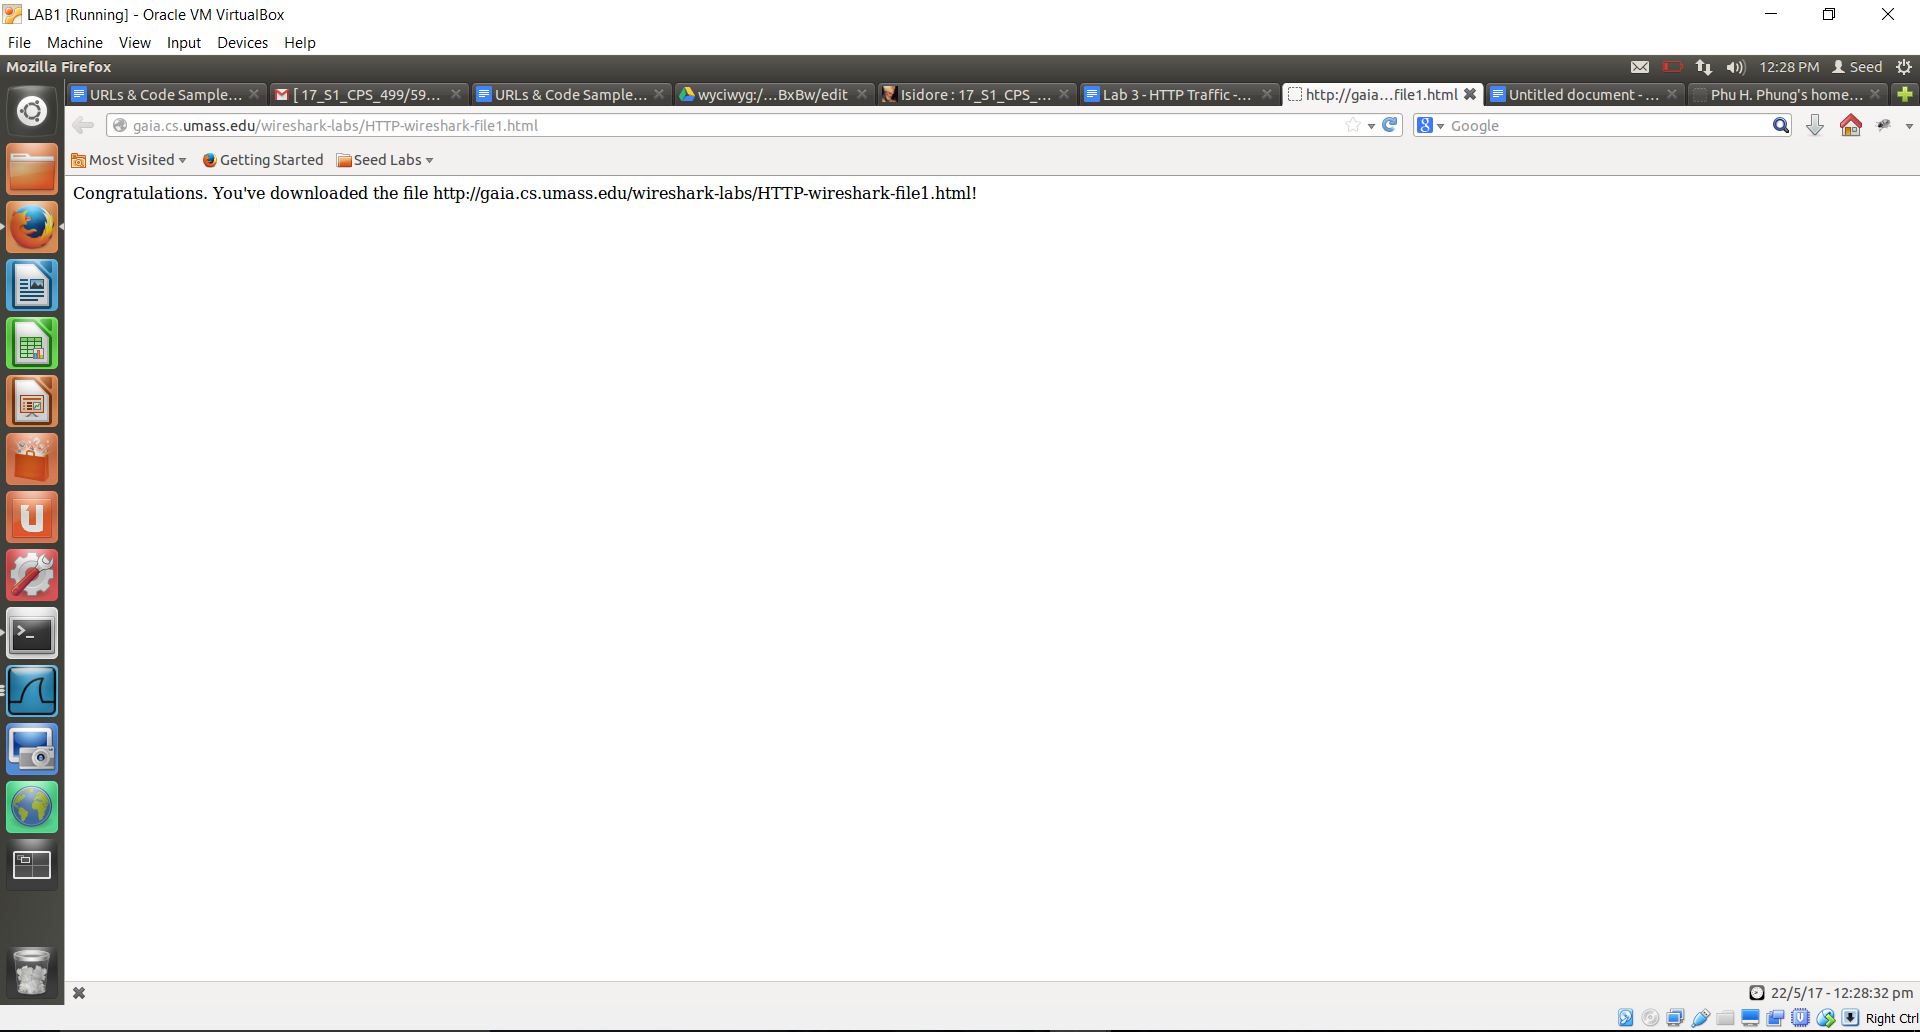 LAB1 [Running] - Oracle VM VirtualBox
File Machine View Input Devices Help
Mozilla Firefox 12:28 PM Seed
URLs & Code Sample... [ 17_S1_CPS_499/59... URLs & Code Sample... wyciwyg:/...BxBw/edit Isidore : 17_S1_CPS_... Lab 3 - HTTP Traffic -... http://gaia...file1.html Untitled document - ... Phu H. Phung's home...
gaia.cs.umass.edu/wireshark-labs/HTTP-wireshark-file1.html Google
Most Visited Getting Started Seed Labs
Congratulations. You've downloaded the file http://gaia.cs.umass.edu/wireshark-labs/HTTP-wireshark-file1.html!
22/5/17 - 12:28:32 pm
Right Ctrl